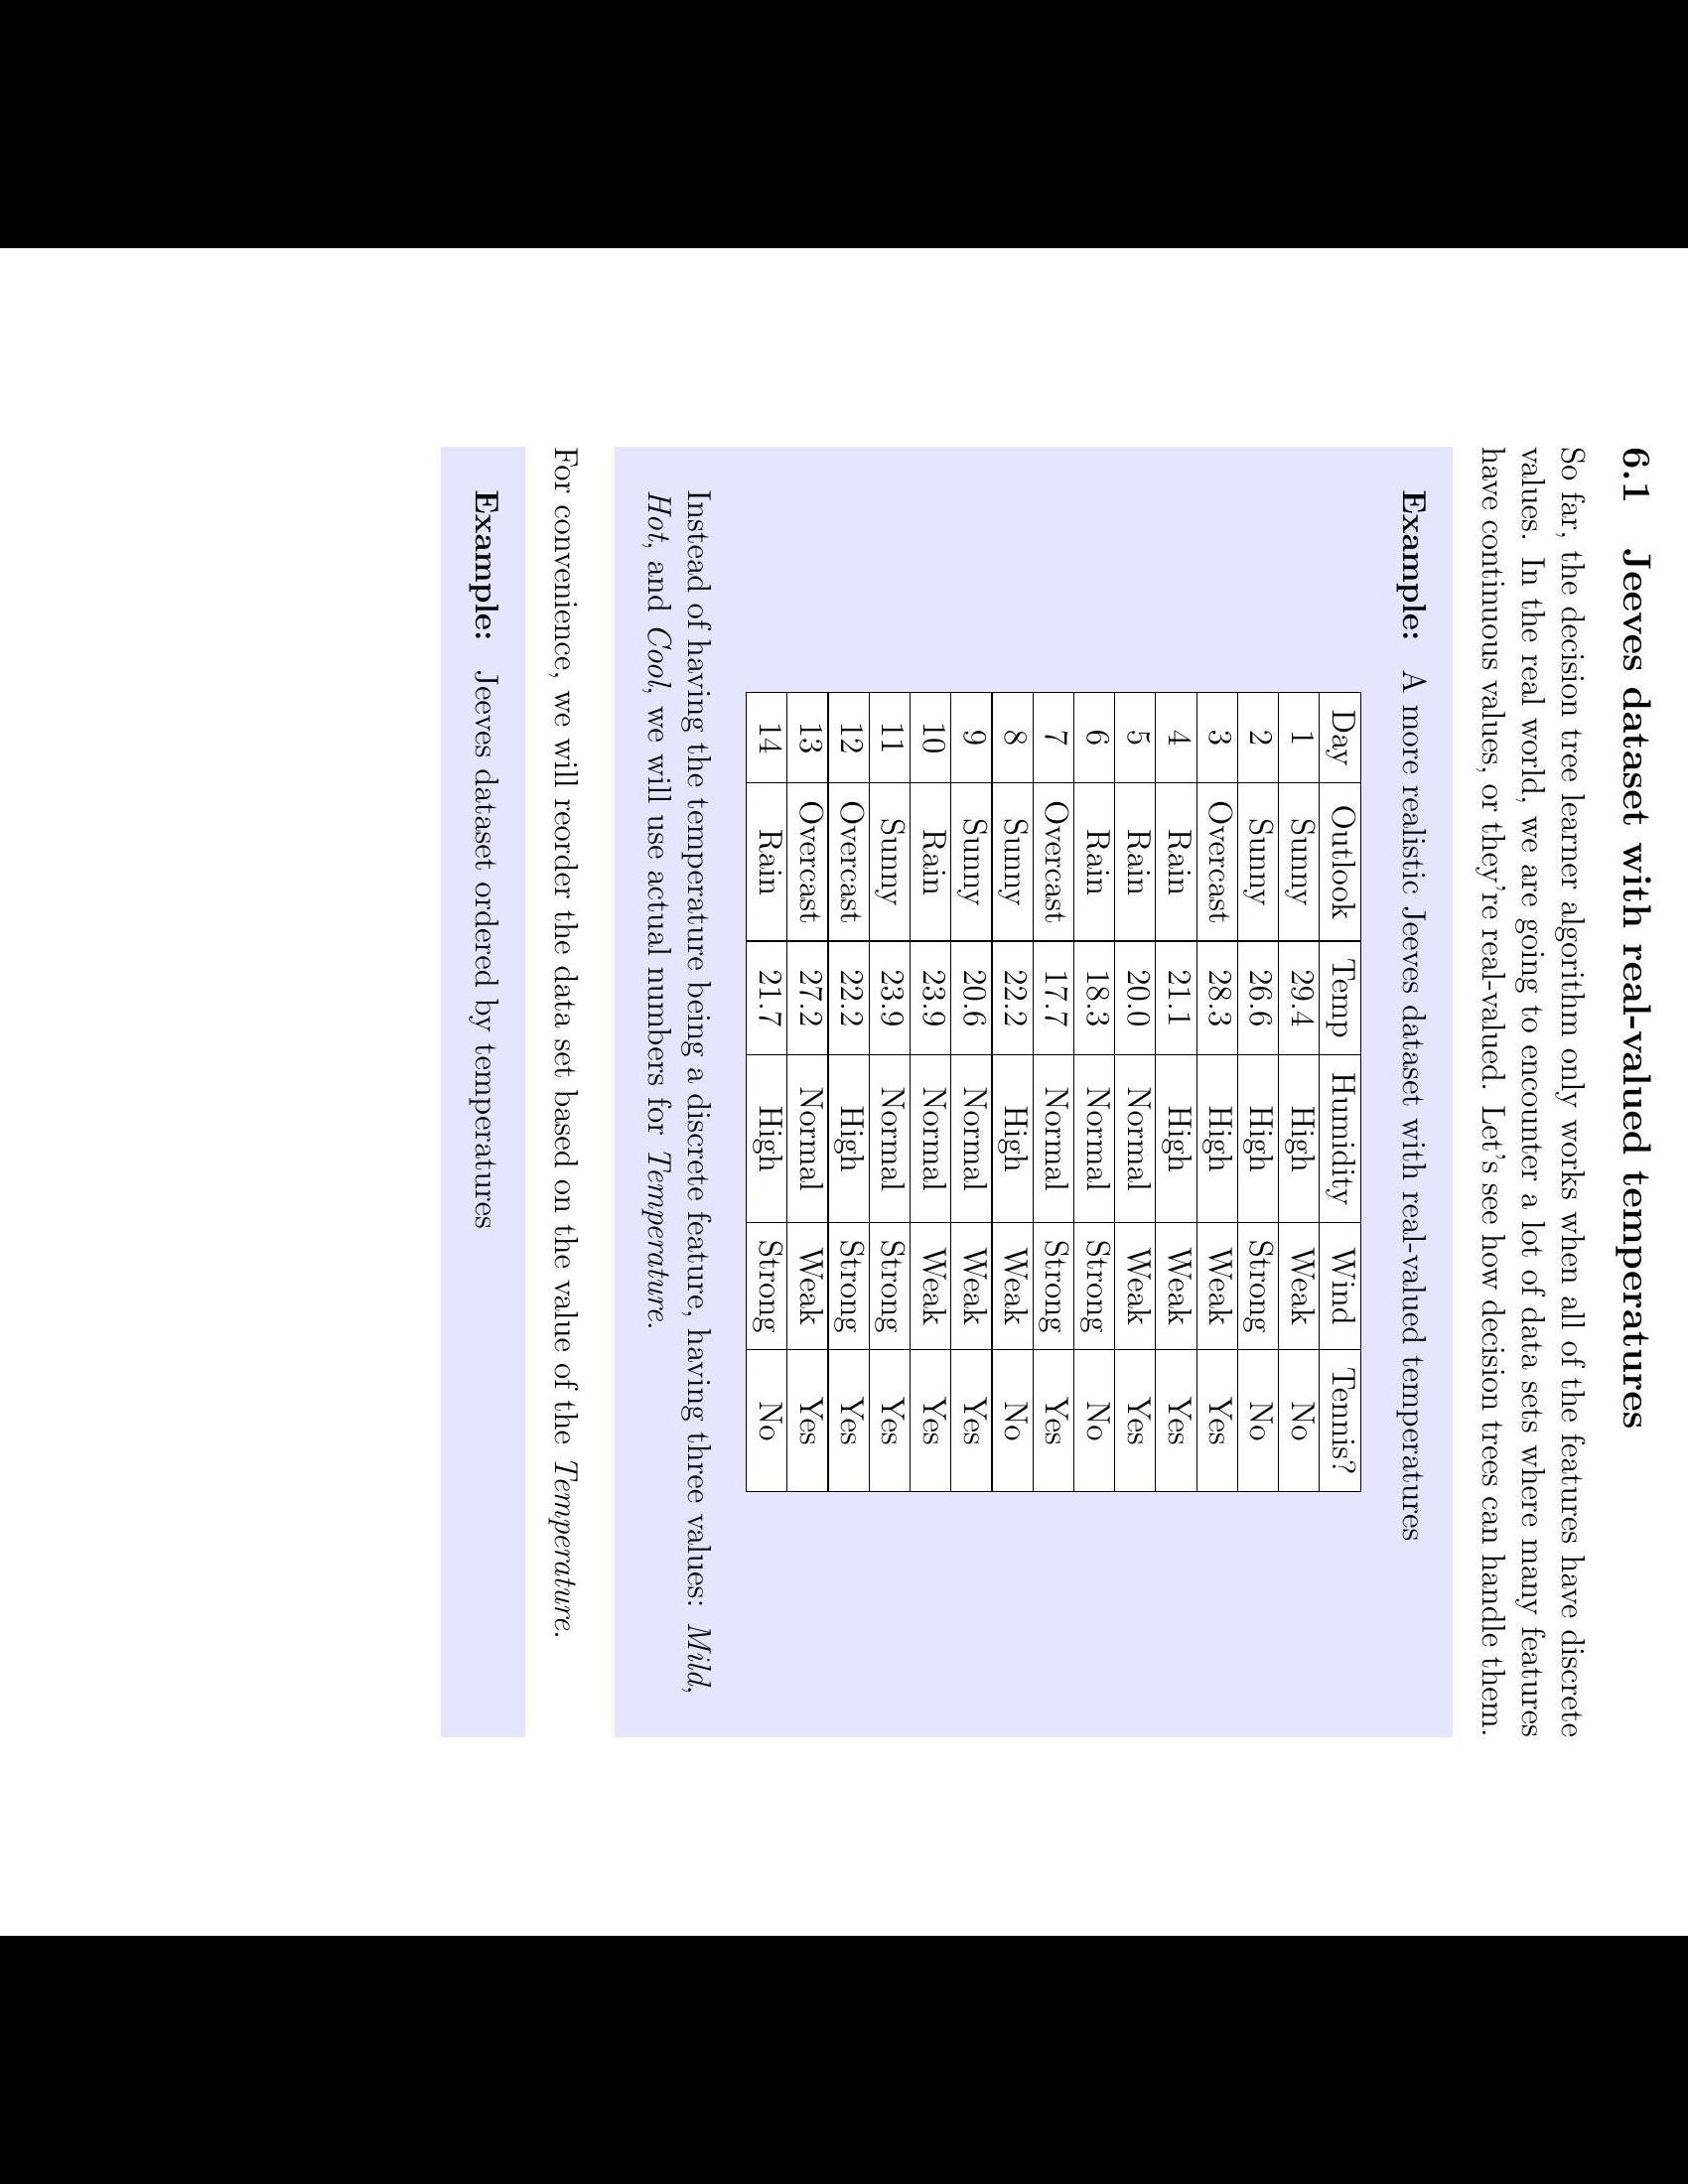 6.1 Jeeves dataset with real-valued temperatures
So far, the decision tree learner algorithm only works when all of the features have discrete
values. In the real world, we are going to encounter a lot of data sets where many features
have continuous values, or they're real-valued. Let's see how decision trees can handle them.
Example: A more realistic Jeeves dataset with real-valued temperatures
Day Outlook Temp Humidity Wind Tennis?
1 Sunny 29.4 High Weak No
2 Sunny 26.6 High Strong No
3 Overcast 28.3 High Weak Yes
4 Rain 21.1 High Weak Yes
5 Rain 20.0 Normal Weak Yes
6 Rain 18.3 Normal Strong No
7 Overcast 17.7 Normal Strong Yes
8 Sunny 22.2 High Weak No
9 Sunny 20.6 Normal Weak Yes
10 Rain 23.9 Normal Weak Yes
11 Sunny 23.9 Normal Strong Yes
12 Overcast 22.2 High Strong Yes
13 Overcast 27.2 Normal Weak Yes
14 Rain 21.7 High Strong No
Instead of having the temperature being a discrete feature, having three values: Mild,
Hot, and Cool, we will use actual numbers for Temperature.
For convenience, we will reorder the data set based on the value of the Temperature.
Example: Jeeves dataset ordered by temperatures